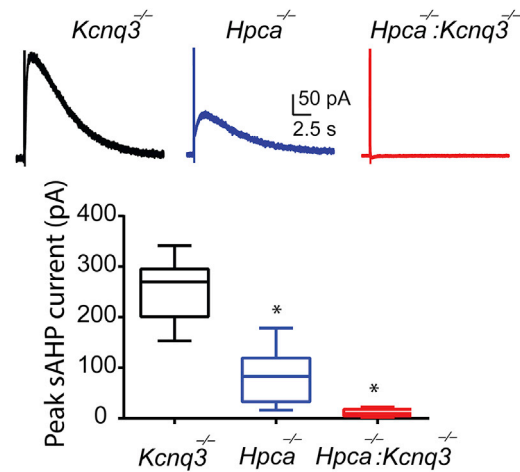 Kcnq3-/- Hpca-/- Hpca-/-:Kcnq3-/-
50 pA
2.5 s
Peak sAHP current (pA)
400
300
200
100
0
*
*
Kcnq3-/- Hpca-/- Hpca-/-:Kcnq3-/-